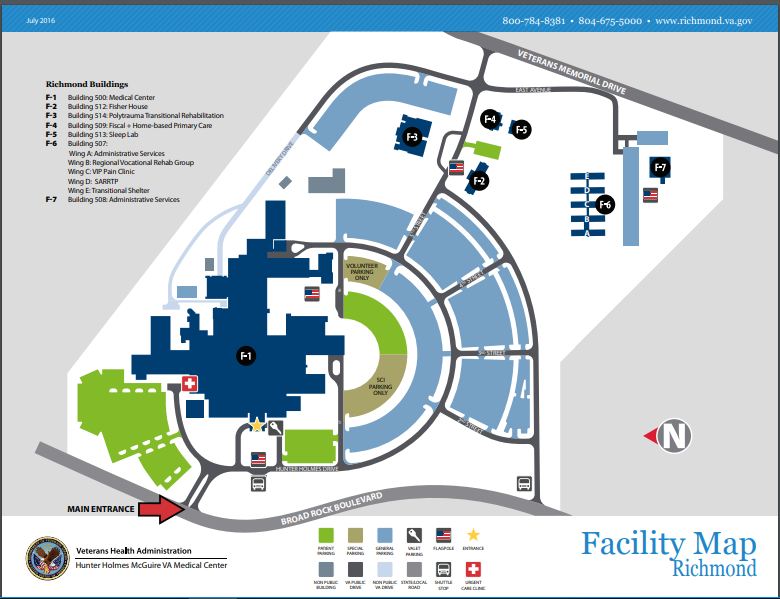 July 2016
800-784-8381 • 804-675-5000 • www.richmond.va.gov
Richmond Buildings
F-1 Building 500: Medical Center
F-2 Building 512: Fisher House
F-3 Building 514: Polytrauma Transitional Rehabilitation
F-4 Building 509: Fiscal + Home-based Primary Care
F-5 Building 513: Sleep Lab
F-6 Building 507:
Wing A: Administrative Services
Wing B: Regional Vocational Rehab Group
Wing C: VIP Pain Clinic
Wing D: SARRTP
Wing E: Transitional Shelter
F-7 Building 508: Administrative Services
VETERANS MEMORIAL DRIVE
EAST AVENUE
DELIVERY DRIVE
F-3
F-4
F-5
F-2
F-7
E
D
C
B
A
F-6
5TH STREET
4TH STREET
3RD STREET
2ND STREET
VOLUNTEER
PARKING
ONLY
SCI
PARKING
ONLY
F-1
N
HUNTER HOLMES DRIVE
BROAD ROCK BOULEVARD
MAIN ENTRANCE
Veterans Health Administration
Hunter Holmes McGuire VA Medical Center
PATIENT
PARKING
SPECIAL
PARKING
GENERAL
PARKING
VALET
PARKING
FLAGPOLE
ENTRANCE
NON PUBLIC
BUILDING
VA PUBLIC
DRIVE
NON PUBLIC
VA DRIVE
STATE/LOCAL
ROAD
SHUTTLE
STOP
URGENT
CARE CLINIC
Facility Map
Richmond